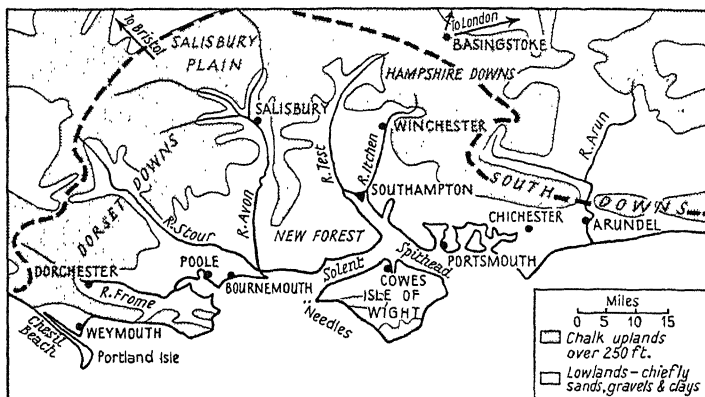 To Bristol
To London
SALISBURY
PLAIN
BASINGSTOKE
HAMPSHIRE DOWNS
SALISBURY
WINCHESTER
R. Arun
R. Test
R. Itchen
DORSET DOWNS
R. Stour
R. Avon
SOUTHAMPTON
SOUTH DOWNS
CHICHESTER
ARUNDEL
NEW FOREST
POOLE
BOURNEMOUTH
Solent
Spithead
PORTSMOUTH
DORCHESTER
R. Frome
COWES
ISLE OF
WIGHT
Needles
WEYMOUTH
Chesil
Beach
Portland Isle
Miles
0 5 10 15
Chalk uplands
over 250 ft.
Lowlands – chiefly
sands, gravels & clays